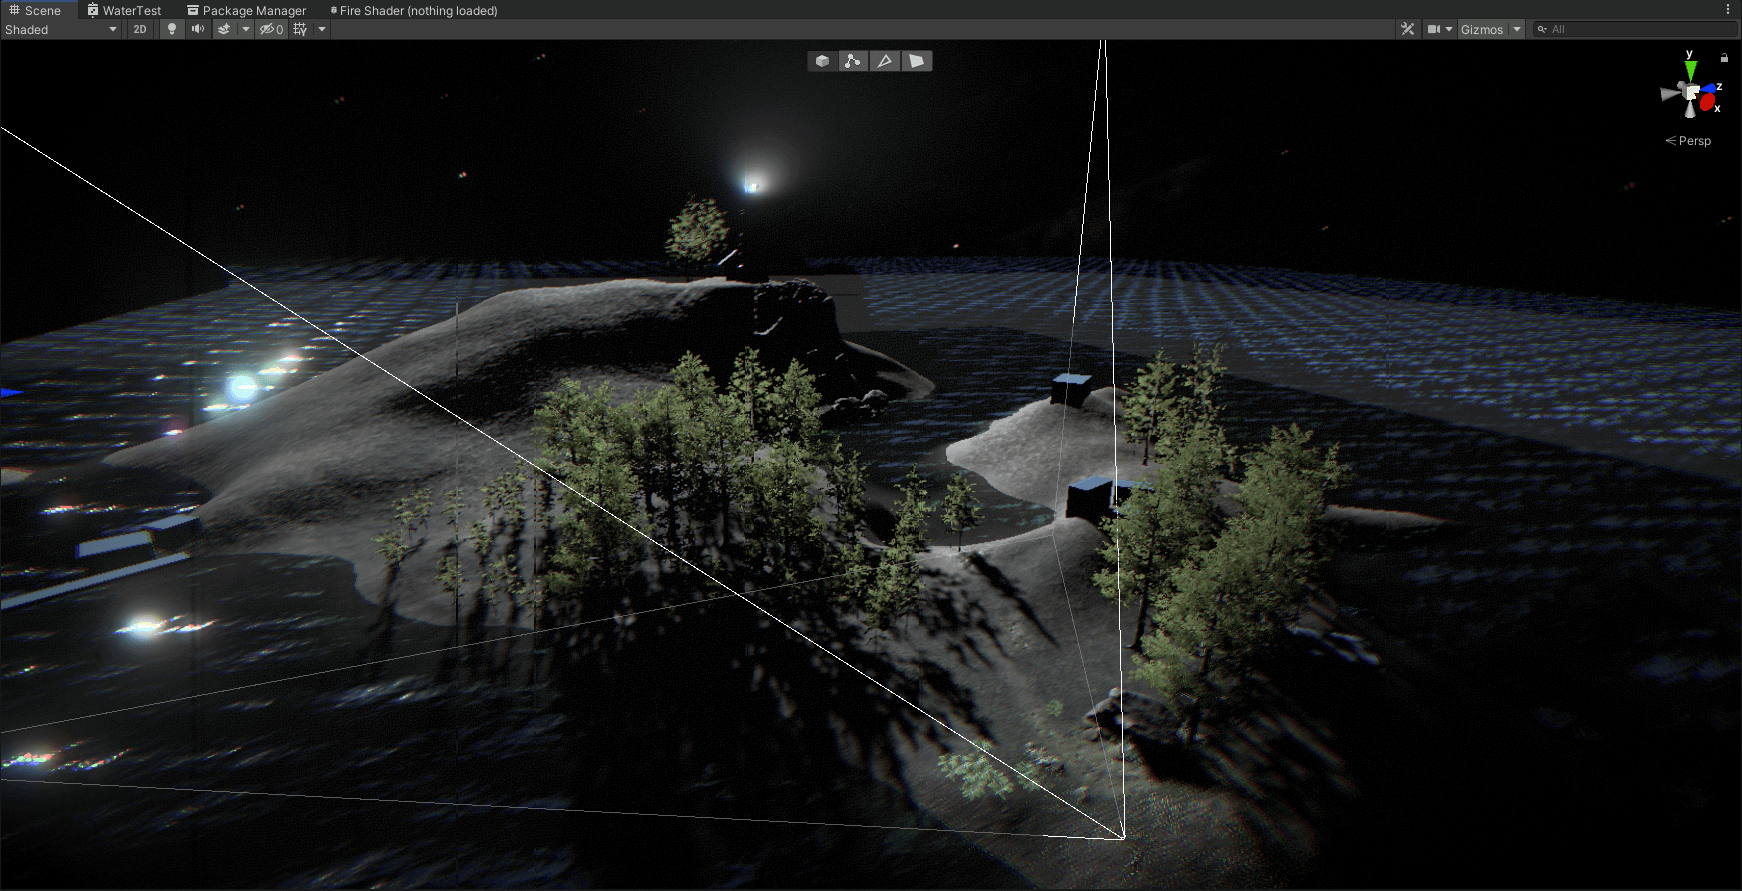 Scene WaterTest Package Manager Fire Shader (nothing loaded)
Shaded 2D 0 Gizmos All
y
z
x
Persp